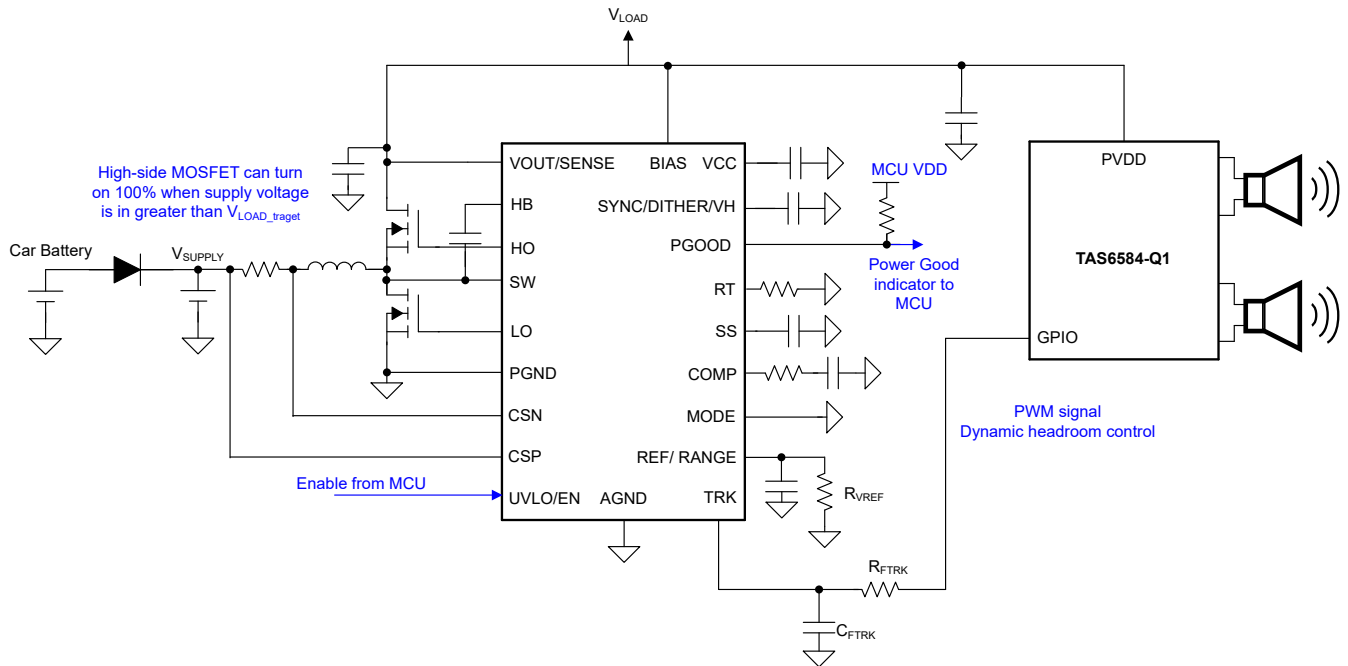 VLOAD
High-side MOSFET can turn
on 100% when supply voltage
is in greater than VLOAD_traget
Car Battery
VSUPPLY
VOUT/SENSE
HB
HO
SW
LO
PGND
CSN
CSP
UVLO/EN
Enable from MCU
BIAS
VCC
SYNC/DITHER/VH
PGOOD
RT
SS
COMP
MODE
REF/ RANGE
TRK
AGND
MCU VDD
Power Good
indicator to
MCU
RVREF
RFTRK
CFTRK
PVDD
TAS6584-Q1
GPIO
PWM signal
Dynamic headroom control